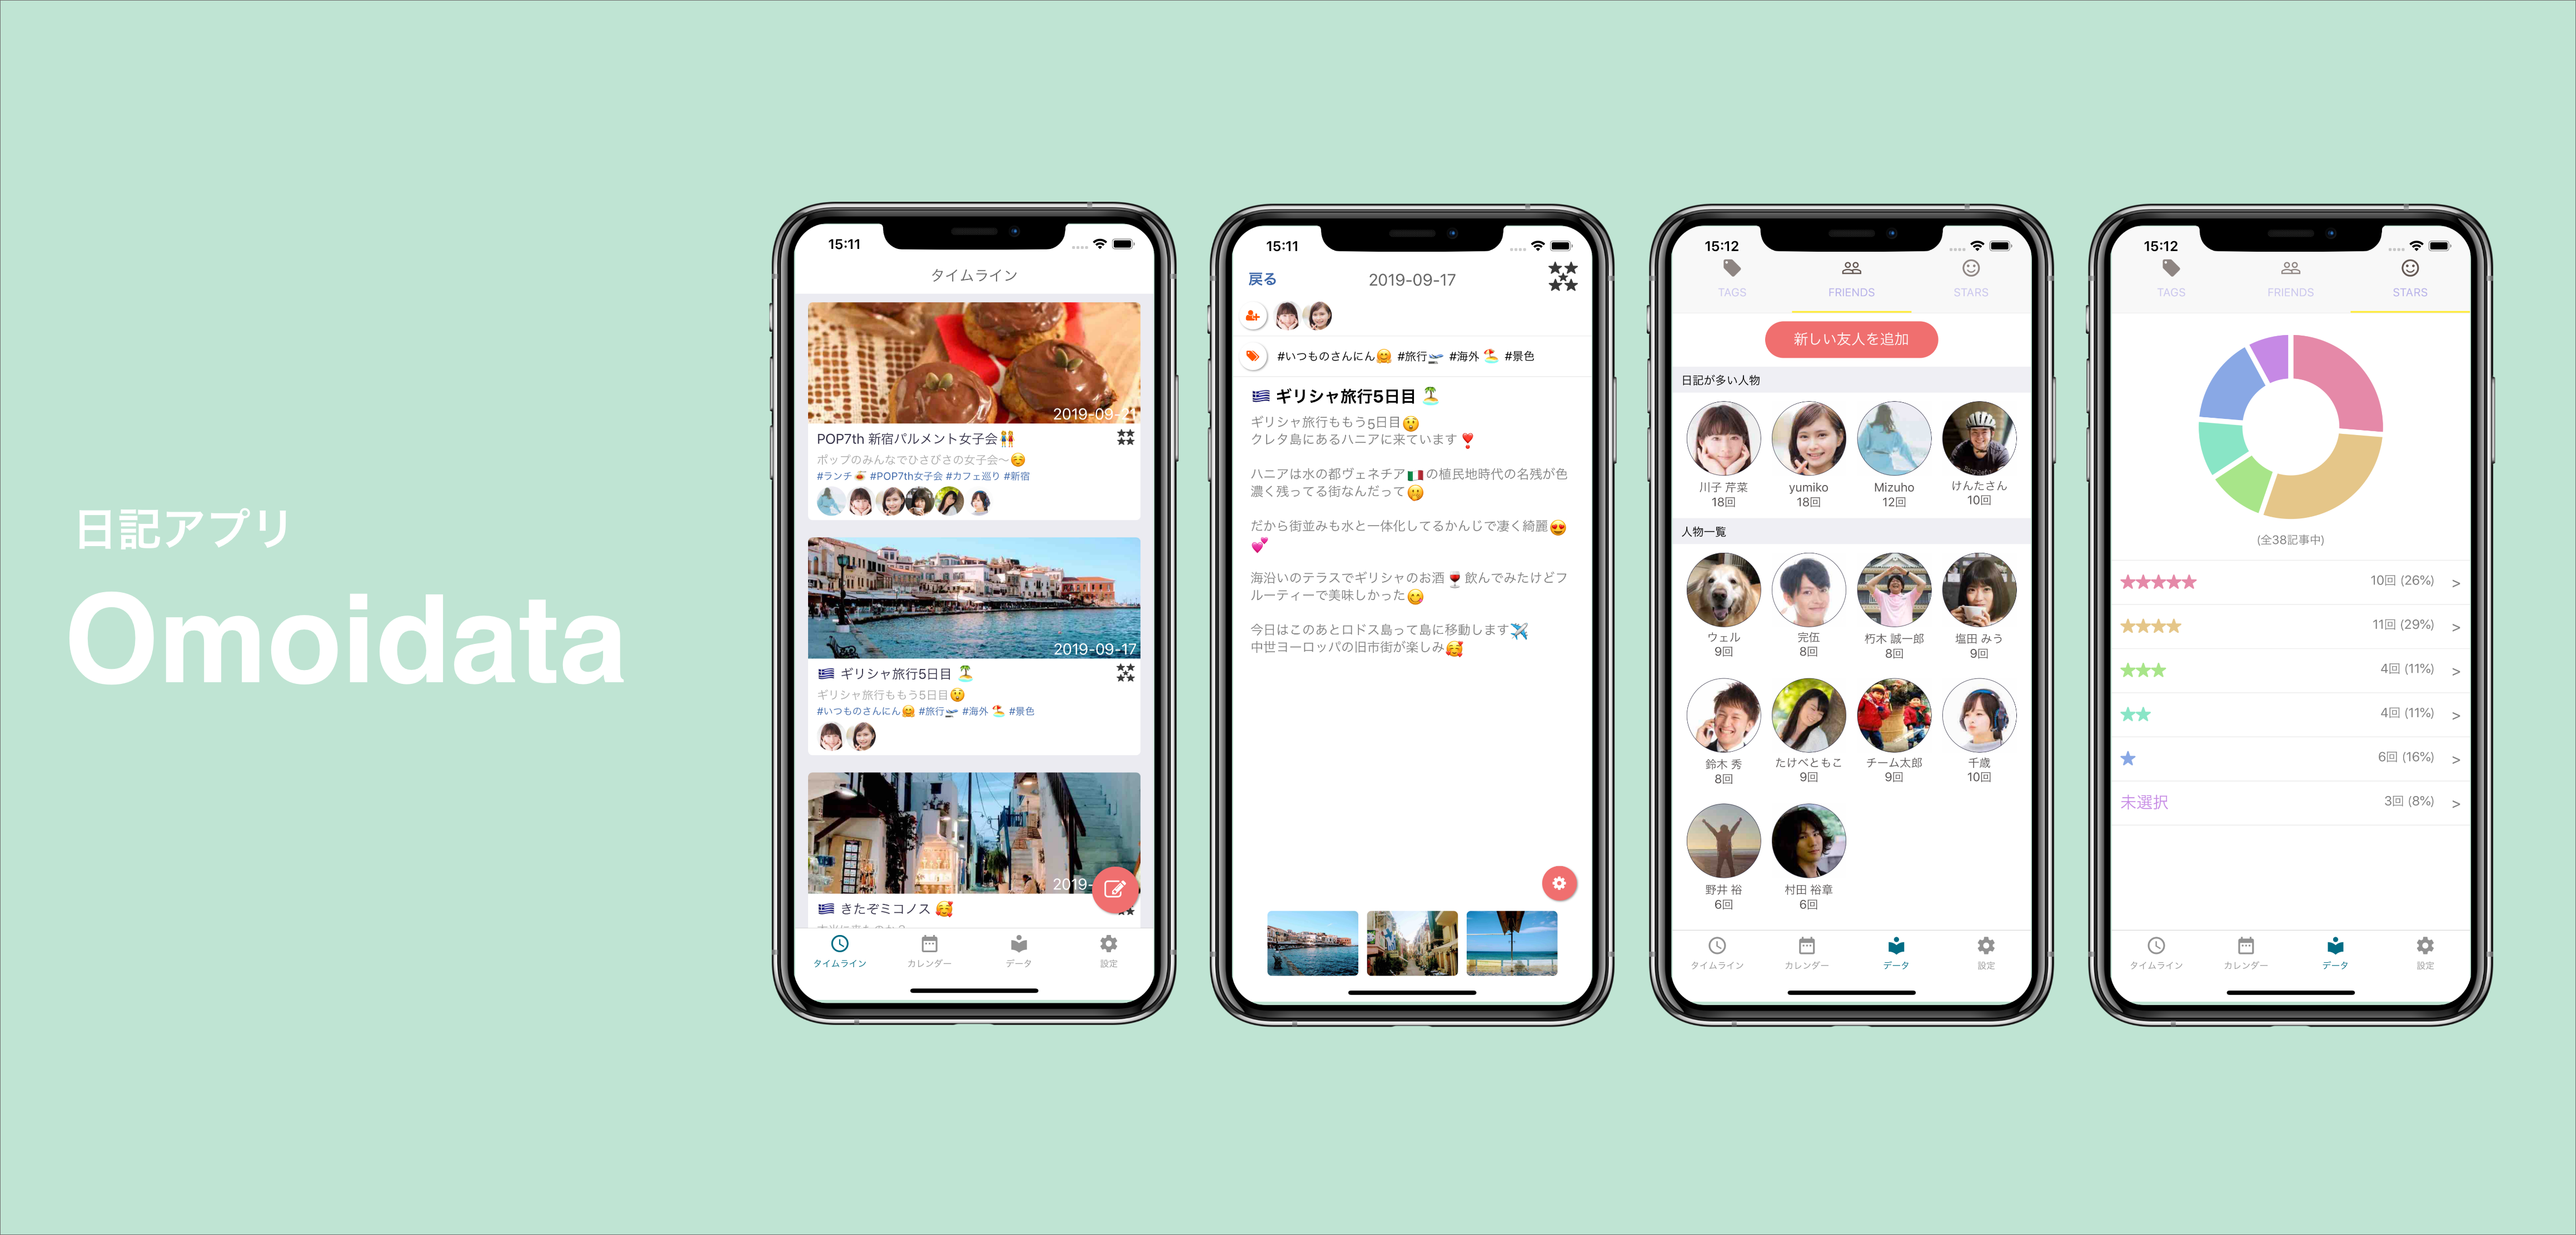 日記アプリ
Omoidata
15:11
タイムライン
2019-09-2
POP7th 新宿パルメント女子会👭
ポップのみんなでひさびさの女子会〜☺️
#ランチ🍝 #POP7th女子会 #カフェ巡り #新宿
2019-09-17
🇬🇷 ギリシャ旅行5日目 🏝
ギリシャ旅行ももう5日目😲
#いつものさんにん🤗 #旅行🛫 #海外 🏖 #景色
2019-
🇬🇷 きたぞミコノス 🥰
タイムライン カレンダー データ 設定
15:11
戻る 2019-09-17
#いつものさんにん🤗 #旅行🛫 #海外 🏖 #景色
🇬🇷 ギリシャ旅行5日目 🏝
ギリシャ旅行ももう5日目😲
クレタ島にあるハニアに来ています❣️
ハニアは水の都ヴェネチア🇮🇹の植民地時代の名残が色
濃く残ってる街なんだって🤭
だから街並みも水と一体化してるかんじで凄く綺麗😍
💕
海沿いのテラスでギリシャのお酒🍷飲んでみたけどフ
ルーティーで美味しかった😋
今日はこのあとロドス島って島に移動します✈️
中世ヨーロッパの旧市街が楽しみ🥰
15:12
TAGS FRIENDS STARS
新しい友人を追加
日記が多い人物
川子 芹菜 yumiko Mizuho けんたさん
18回 18回 12回 10回
人物一覧
ウェル 完伍 朽木 誠一郎 塩田 みう
9回 8回 8回 9回
鈴木 秀 たけべともこ チーム太郎 千歳
8回 9回 9回 10回
野井 裕 村田 裕章
6回 6回
タイムライン カレンダー データ 設定
15:12
TAGS FRIENDS STARS
(全38記事中)
★★★★★ 10回 (26%) >
★★★★ 11回 (29%) >
★★★ 4回 (11%) >
★★ 4回 (11%) >
★ 6回 (16%) >
未選択 3回 (8%) >
タイムライン カレンダー データ 設定